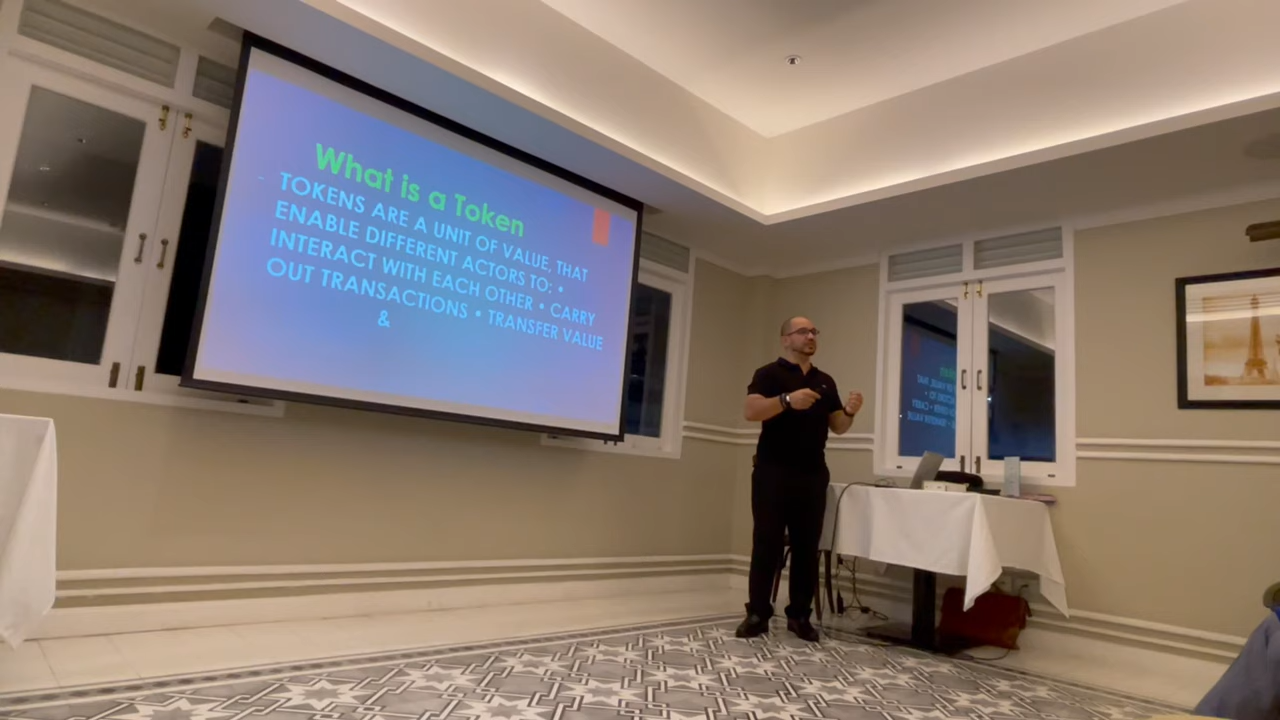 What is a Token
TOKENS ARE A UNIT OF VALUE, THAT
ENABLE DIFFERENT ACTORS TO: •
INTERACT WITH EACH OTHER • CARRY
OUT TRANSACTIONS • TRANSFER VALUE
&